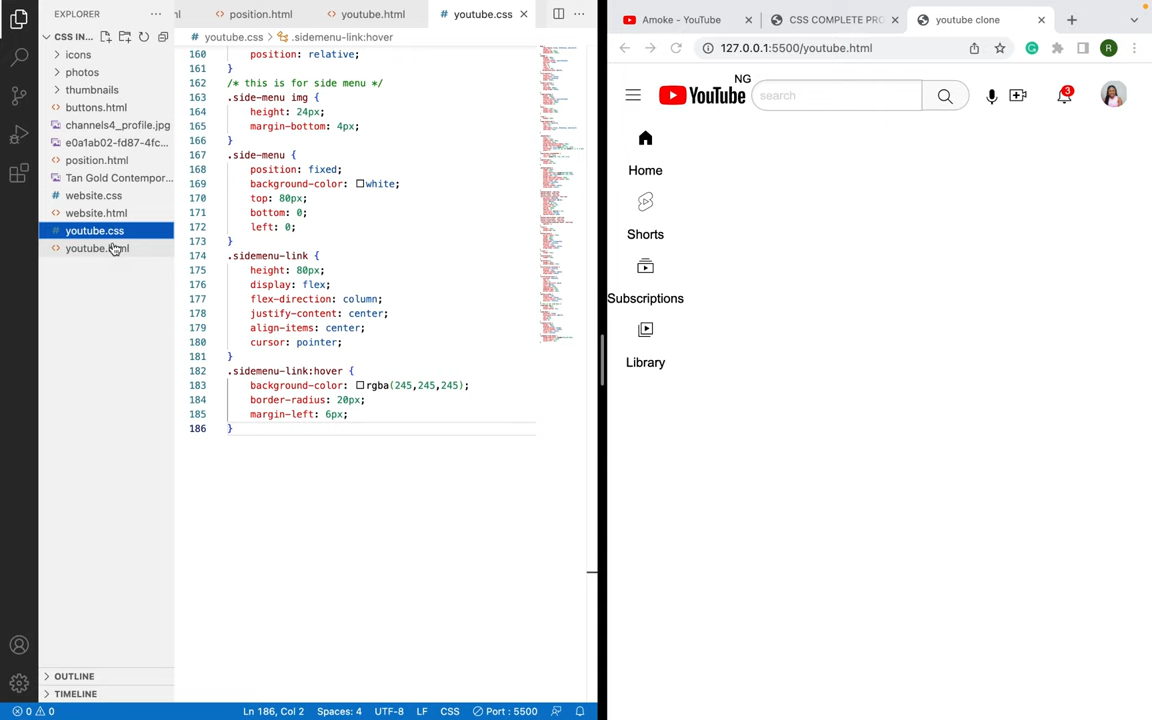 EXPLORER
CSS IN...
icons
photos
thumbnails
buttons.html
channels4_profile.jpg
e0a1ab02-fd87-4fc...
position.html
Tan Gold Contempor...
website.css
website.html
youtube.css
OUTLINE
TIMELINE
position.html
youtube.html
youtube.css
youtube.css > .sidemenu-link:hover
160 position: relative;
161 }
162 /* this is for side menu */
163 .side-menu img {
164 height: 24px;
165 margin-bottom: 4px;
166 }
167 .side-menu {
168 position: fixed;
169 background-color: white;
170 top: 80px;
171 bottom: 0;
172 left: 0;
173 }
174 .sidemenu-link {
175 height: 80px;
176 display: flex;
177 flex-direction: column;
178 justify-content: center;
179 align-items: center;
180 cursor: pointer;
181 }
182 .sidemenu-link:hover {
183 background-color: rgba(245,245,245);
184 border-radius: 20px;
185 margin-left: 6px;
186 }
0 0
Ln 186, Col 2
Spaces: 4
UTF-8
LF
CSS
Port : 5500
Amoke - YouTube
CSS COMPLETE PRO
youtube clone
127.0.0.1:5500/youtube.html
R
YouTube NG
search
3
Home
Shorts
Subscriptions
Library